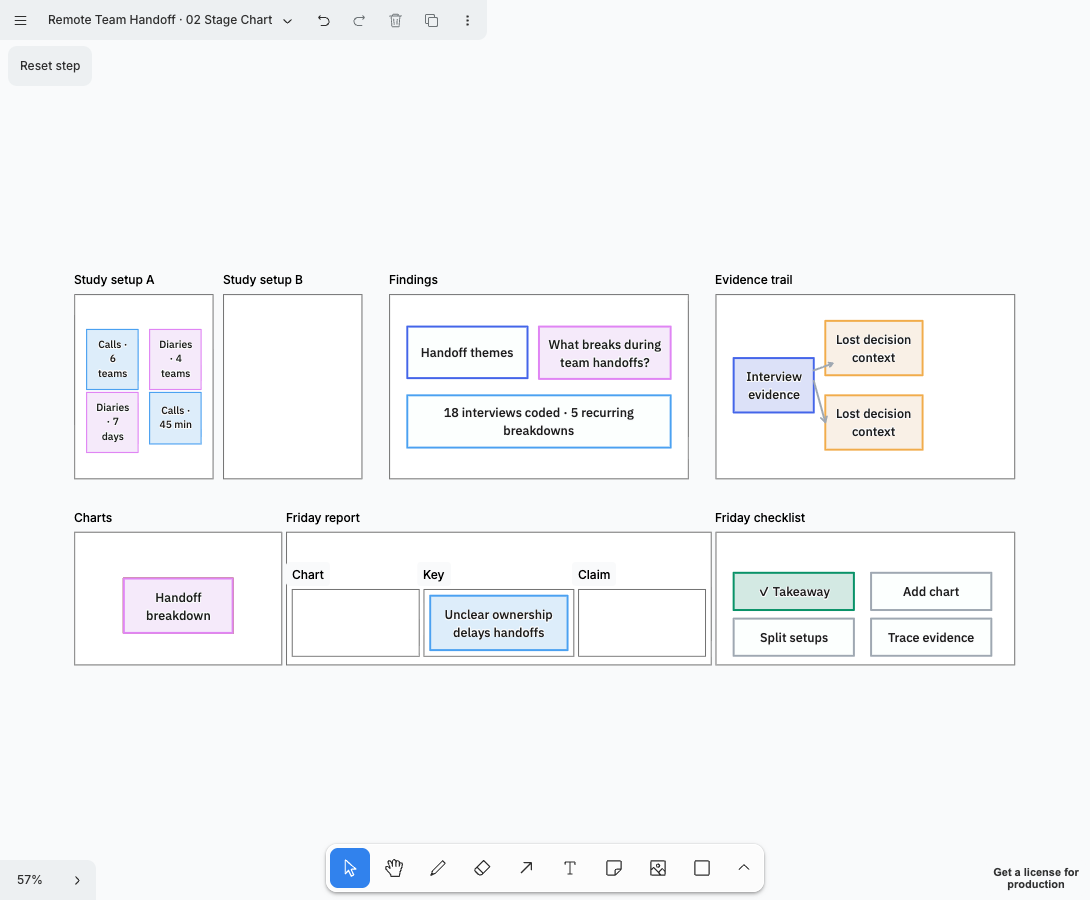 Remote Team Handoff · 02 Stage Chart
Reset step
Study setup A
Study setup B
Findings
Evidence trail
Calls ·
6
teams
Diaries
· 4
teams
Diaries
· 7
days
Calls ·
45 min
Handoff themes
What breaks during
team handoffs?
18 interviews coded · 5 recurring
breakdowns
Interview
evidence
Lost decision
context
Lost decision
context
Charts
Friday report
Friday checklist
Handoff
breakdown
Chart
Key
Claim
Unclear ownership
delays handoffs
✓ Takeaway
Add chart
Split setups
Trace evidence
57%
Get a license for
production